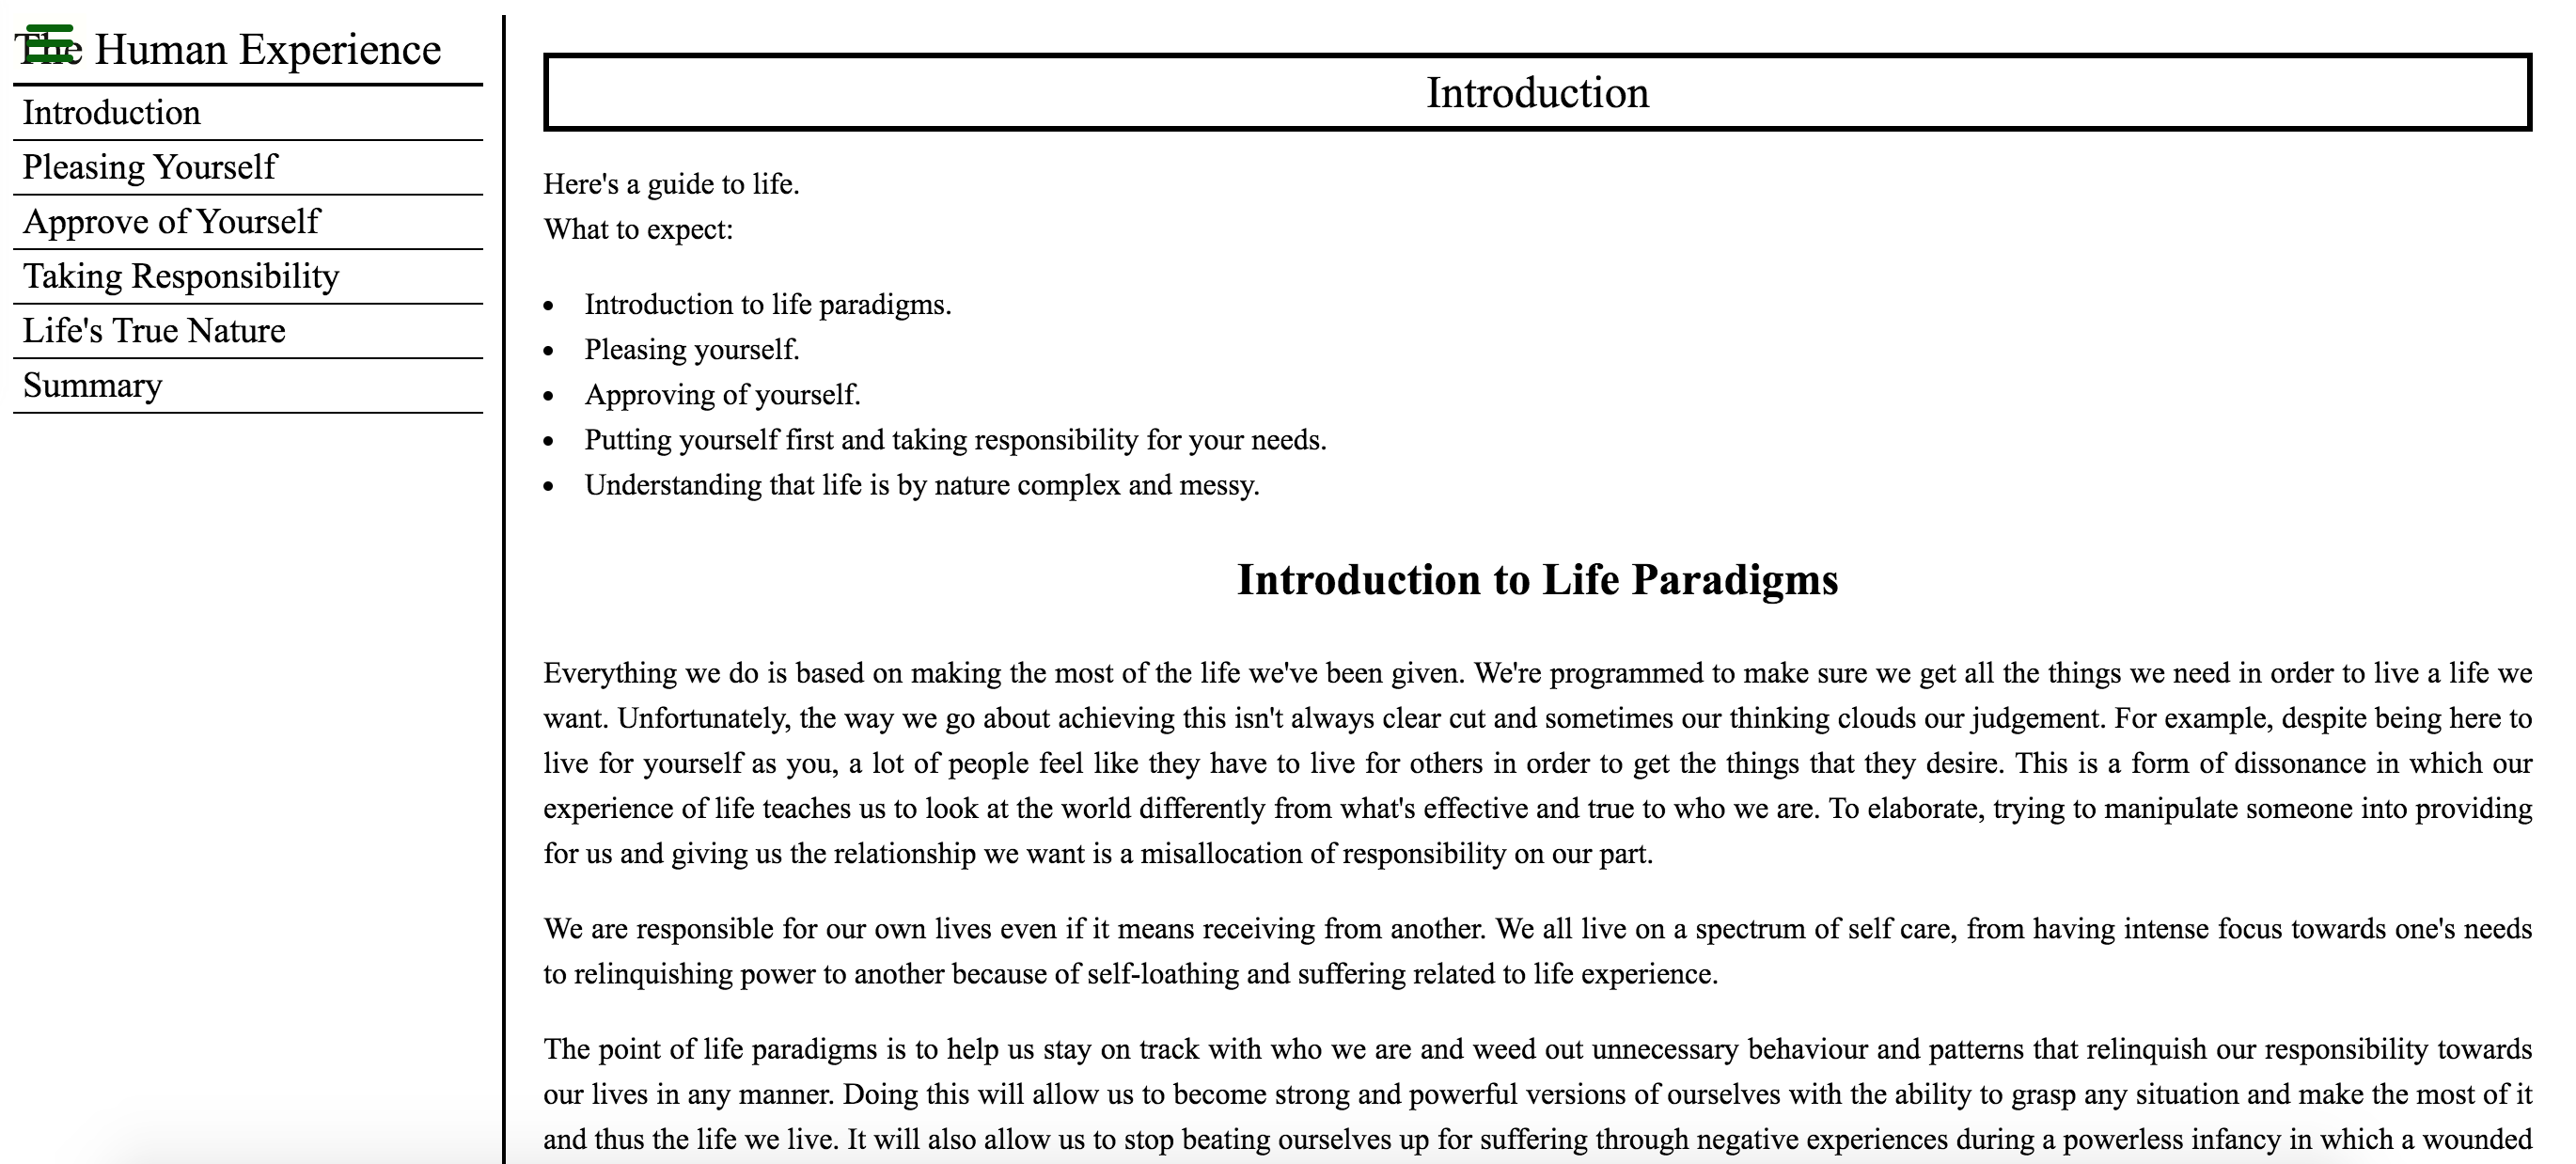 The Human Experience
Introduction
Pleasing Yourself
Approve of Yourself
Taking Responsibility
Life's True Nature
Summary
Introduction
Here's a guide to life.
What to expect:
• Introduction to life paradigms.
• Pleasing yourself.
• Approving of yourself.
• Putting yourself first and taking responsibility for your needs.
• Understanding that life is by nature complex and messy.
Introduction to Life Paradigms
Everything we do is based on making the most of the life we've been given. We're programmed to make sure we get all the things we need in order to live a life we
want. Unfortunately, the way we go about achieving this isn't always clear cut and sometimes our thinking clouds our judgement. For example, despite being here to
live for yourself as you, a lot of people feel like they have to live for others in order to get the things that they desire. This is a form of dissonance in which our
experience of life teaches us to look at the world differently from what's effective and true to who we are. To elaborate, trying to manipulate someone into providing
for us and giving us the relationship we want is a misallocation of responsibility on our part.
We are responsible for our own lives even if it means receiving from another. We all live on a spectrum of self care, from having intense focus towards one's needs
to relinquishing power to another because of self-loathing and suffering related to life experience.
The point of life paradigms is to help us stay on track with who we are and weed out unnecessary behaviour and patterns that relinquish our responsibility towards
our lives in any manner. Doing this will allow us to become strong and powerful versions of ourselves with the ability to grasp any situation and make the most of it
and thus the life we live. It will also allow us to stop beating ourselves up for suffering through negative experiences during a powerless infancy in which a wounded